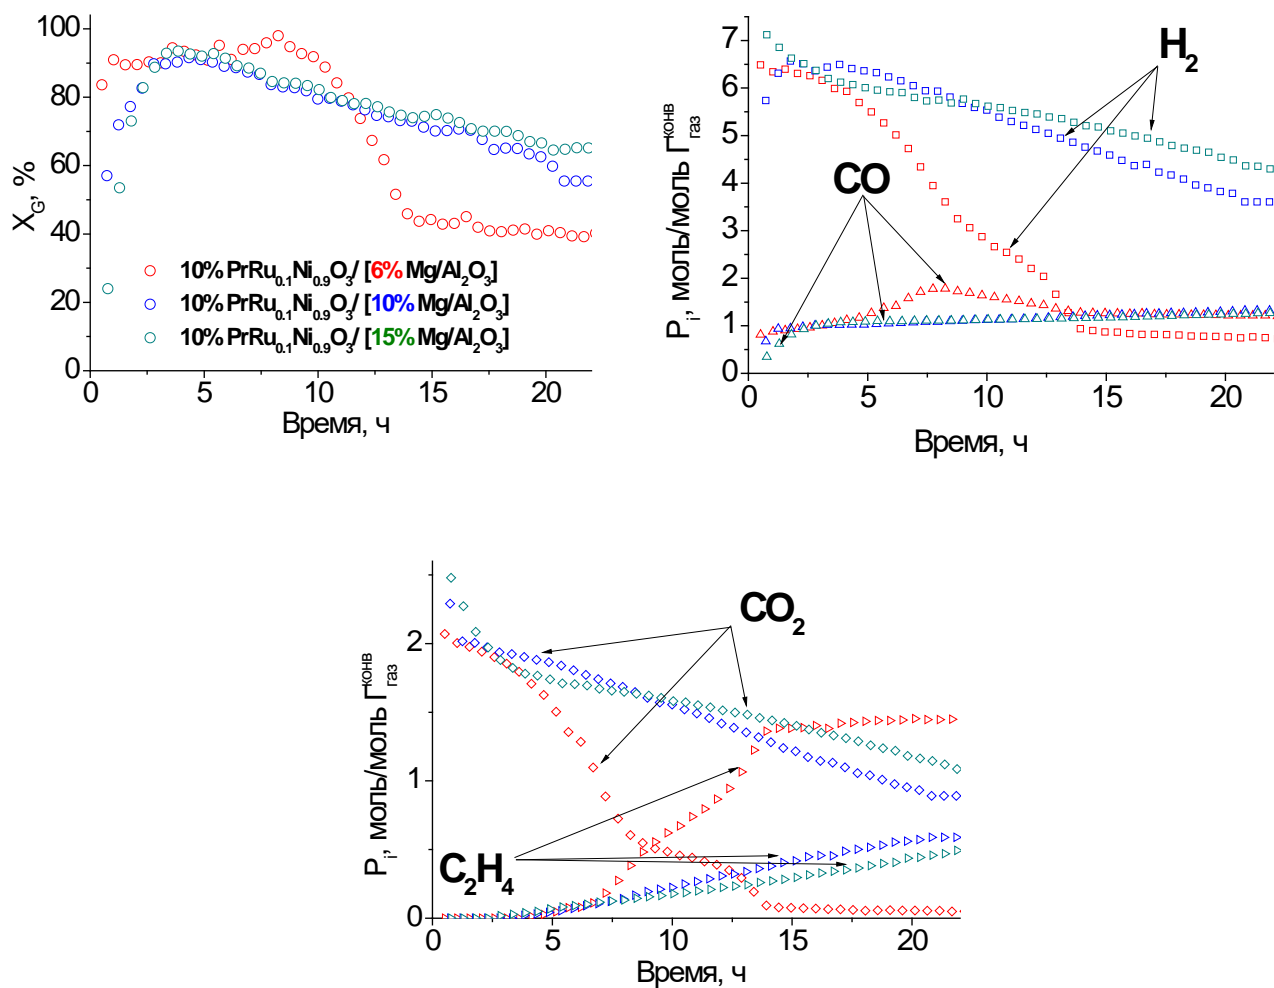 100
80
60
40
20
0
X_G, %
10% PrRu0.1Ni0.9O3/ [6% Mg/Al2O3]
10% PrRu0.1Ni0.9O3/ [10% Mg/Al2O3]
10% PrRu0.1Ni0.9O3/ [15% Mg/Al2O3]
0 5 10 15 20
Время, ч
7
6
5
4
3
2
1
0
P_i, моль/моль Г_газ^конв
H2
CO
0 5 10 15 20
Время, ч
2
1
0
P_i, моль/моль Г_газ^конв
CO2
C2H4
0 5 10 15 20
Время, ч